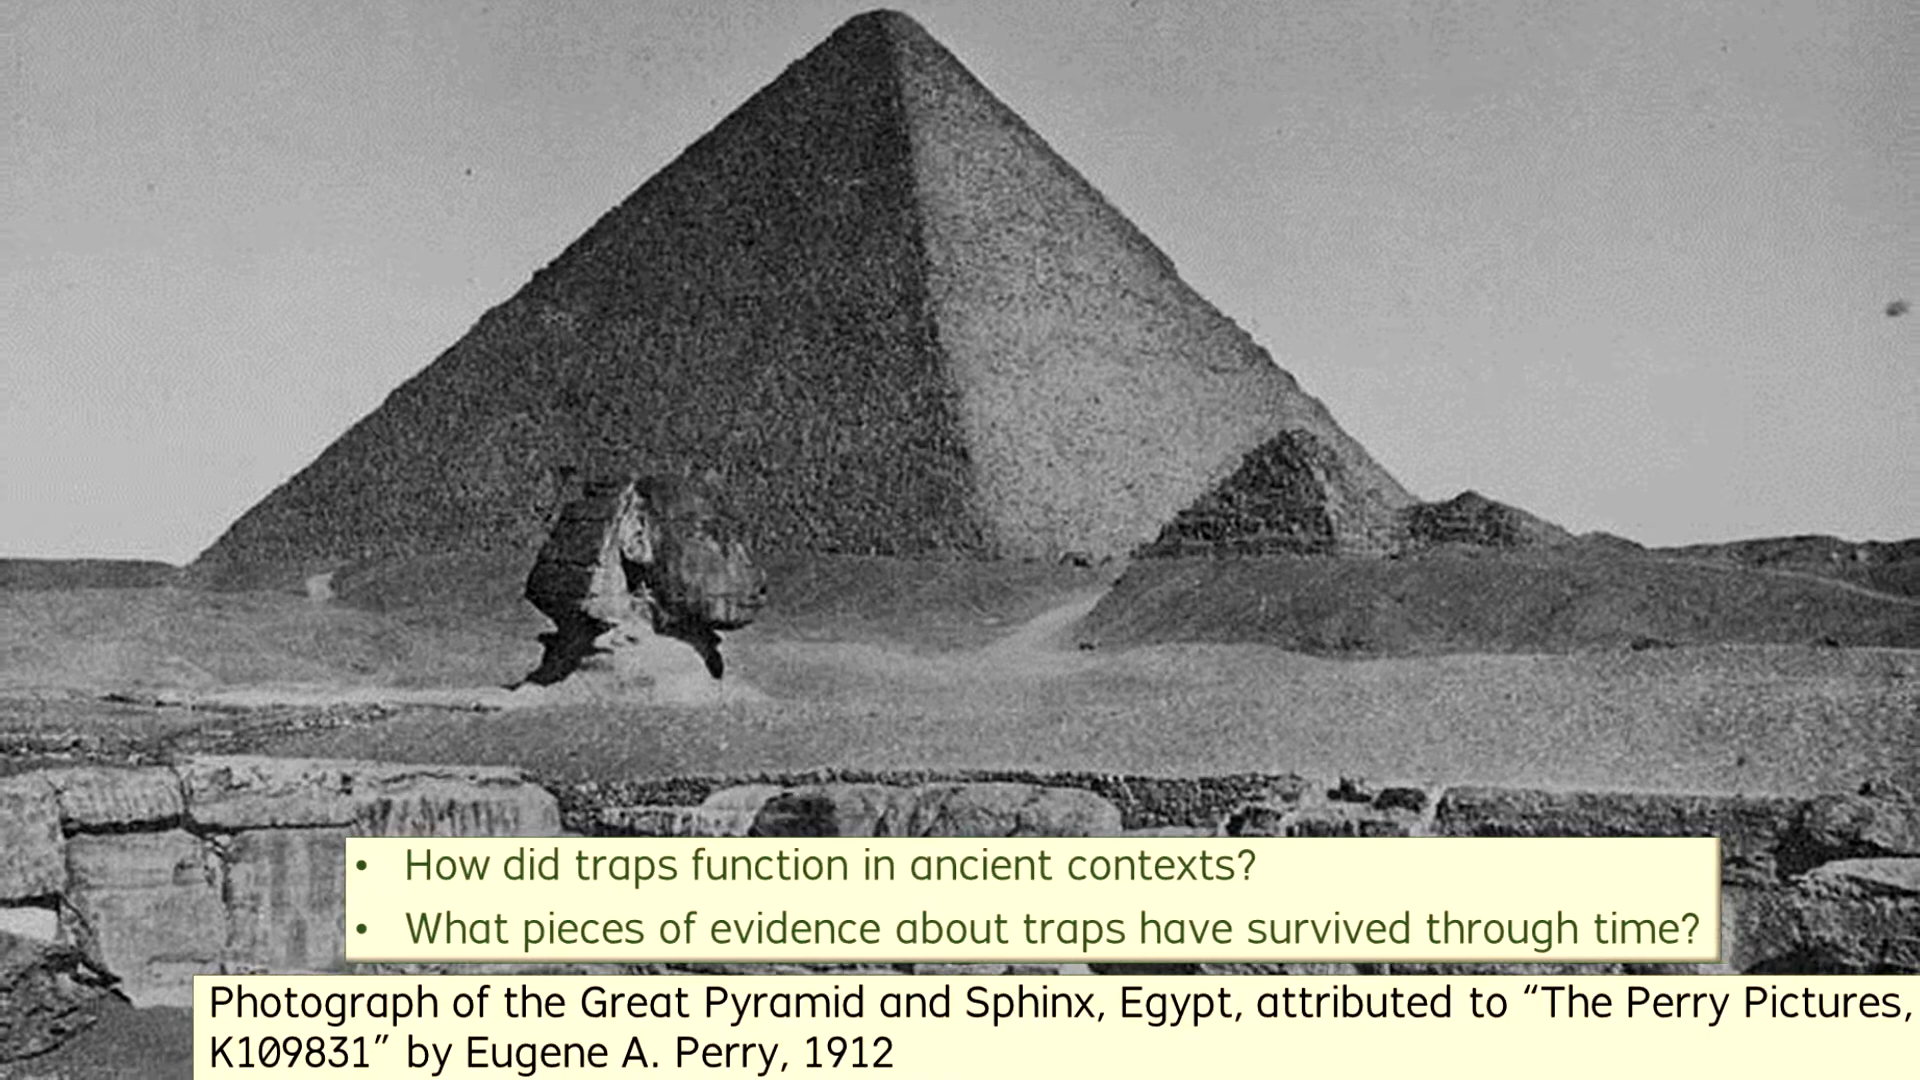 • How did traps function in ancient contexts?
• What pieces of evidence about traps have survived through time?
Photograph of the Great Pyramid and Sphinx, Egypt, attributed to “The Perry Pictures,
K109831” by Eugene A. Perry, 1912